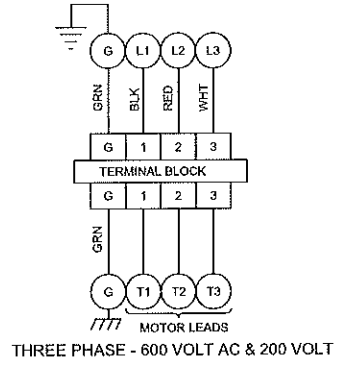 G L1 L2 L3
GRN BLK RED WHT
G 1 2 3
TERMINAL BLOCK
G 1 2 3
GRN
G T1 T2 T3
MOTOR LEADS
THREE PHASE - 600 VOLT AC & 200 VOLT